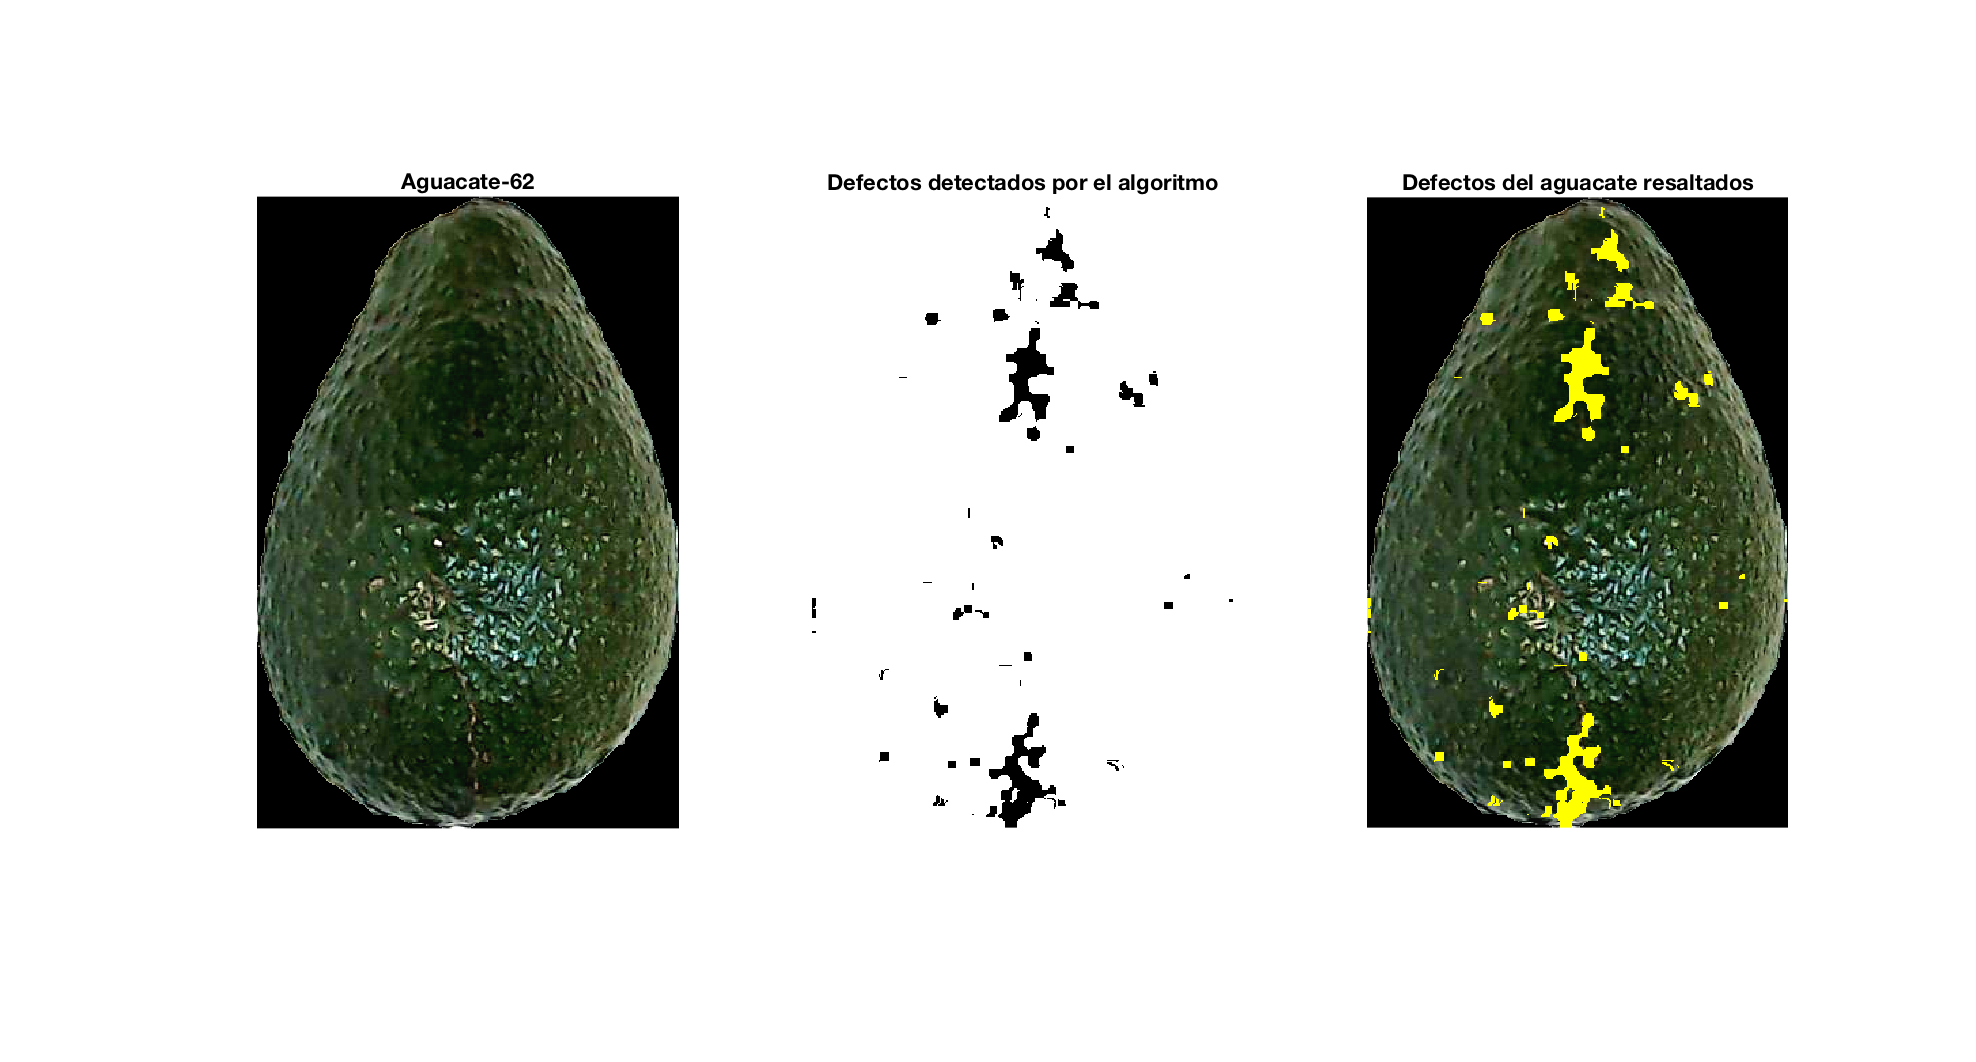 Aguacate-62
Defectos detectados por el algoritmo
Defectos del aguacate resaltados